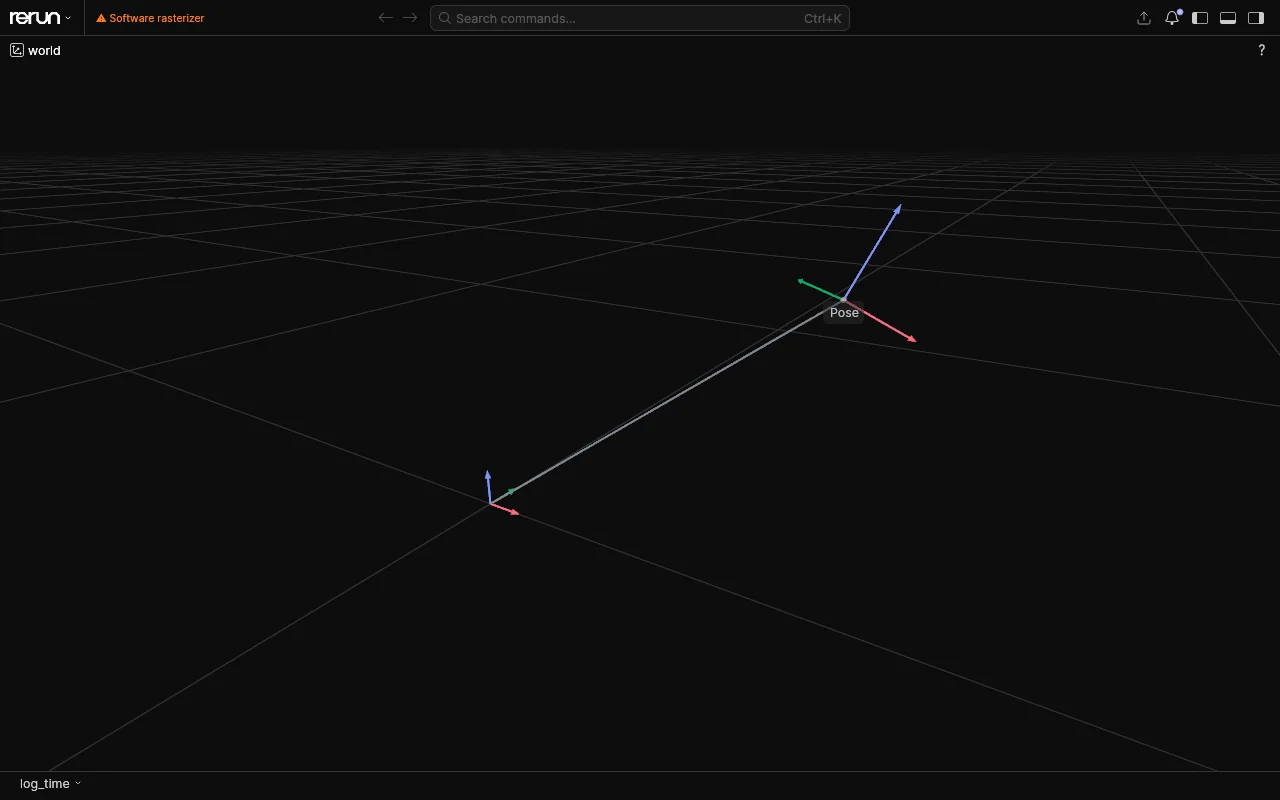 rerun
Software rasterizer
Search commands...
Ctrl+K
world
?
Pose
log_time